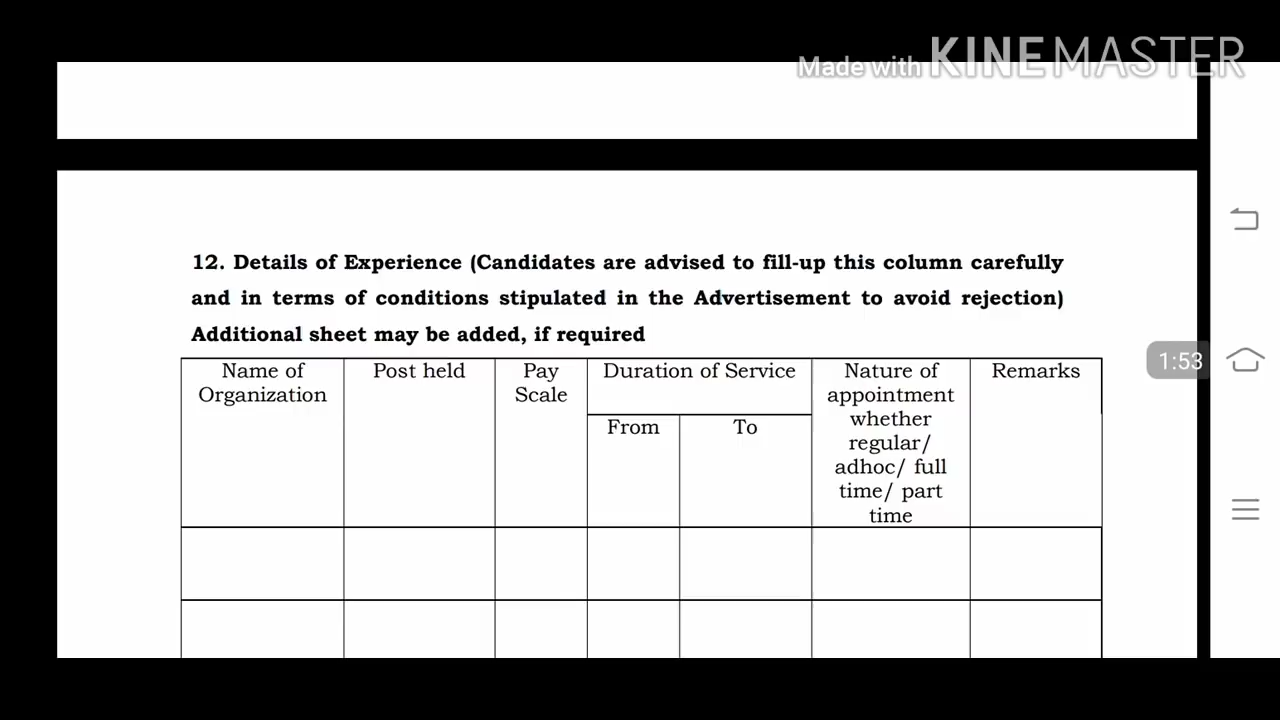 Made with KINEMASTER
12. Details of Experience (Candidates are advised to fill-up this column carefully
and in terms of conditions stipulated in the Advertisement to avoid rejection)
Additional sheet may be added, if required
Name of
Organization
Post held
Pay
Scale
Duration of Service
From
To
Nature of
appointment
whether
regular/
adhoc/ full
time/ part
time
Remarks
1:53